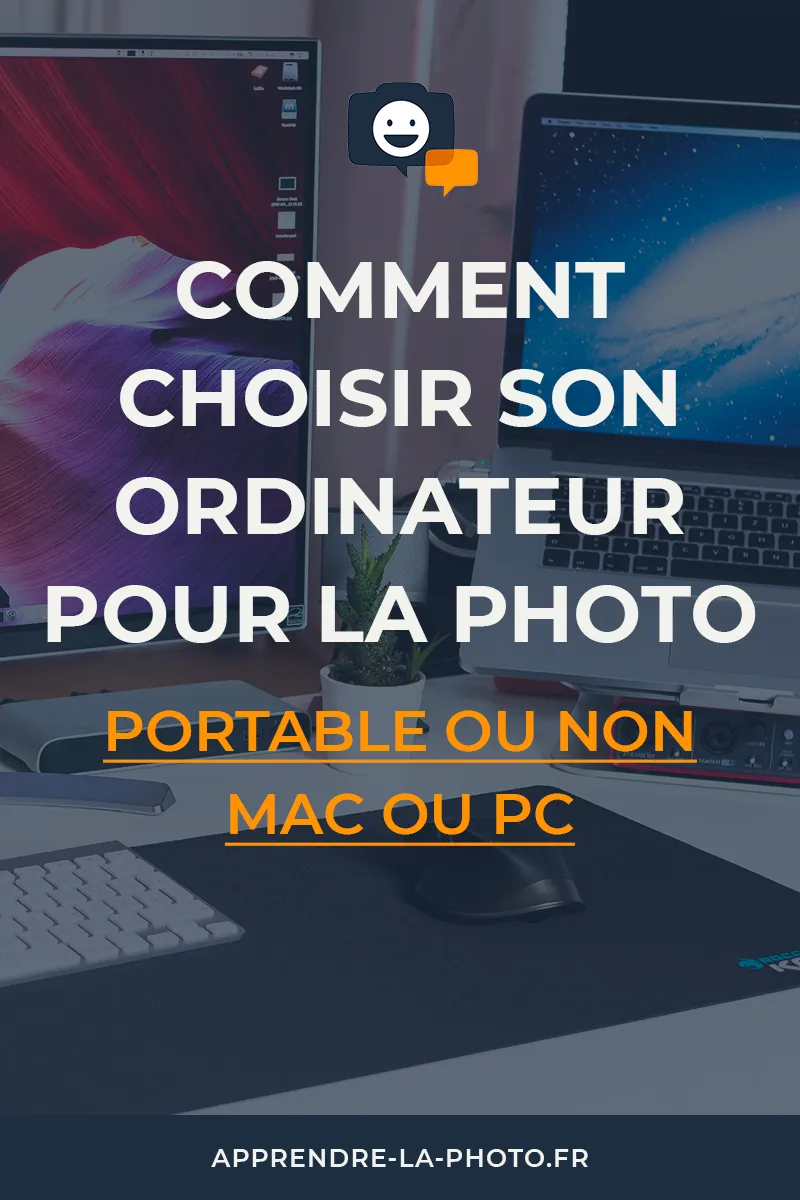 COMMENT
CHOISIR SON
ORDINATEUR
POUR LA PHOTO
PORTABLE OU NON
MAC OU PC
APPRENDRE-LA-PHOTO.FR